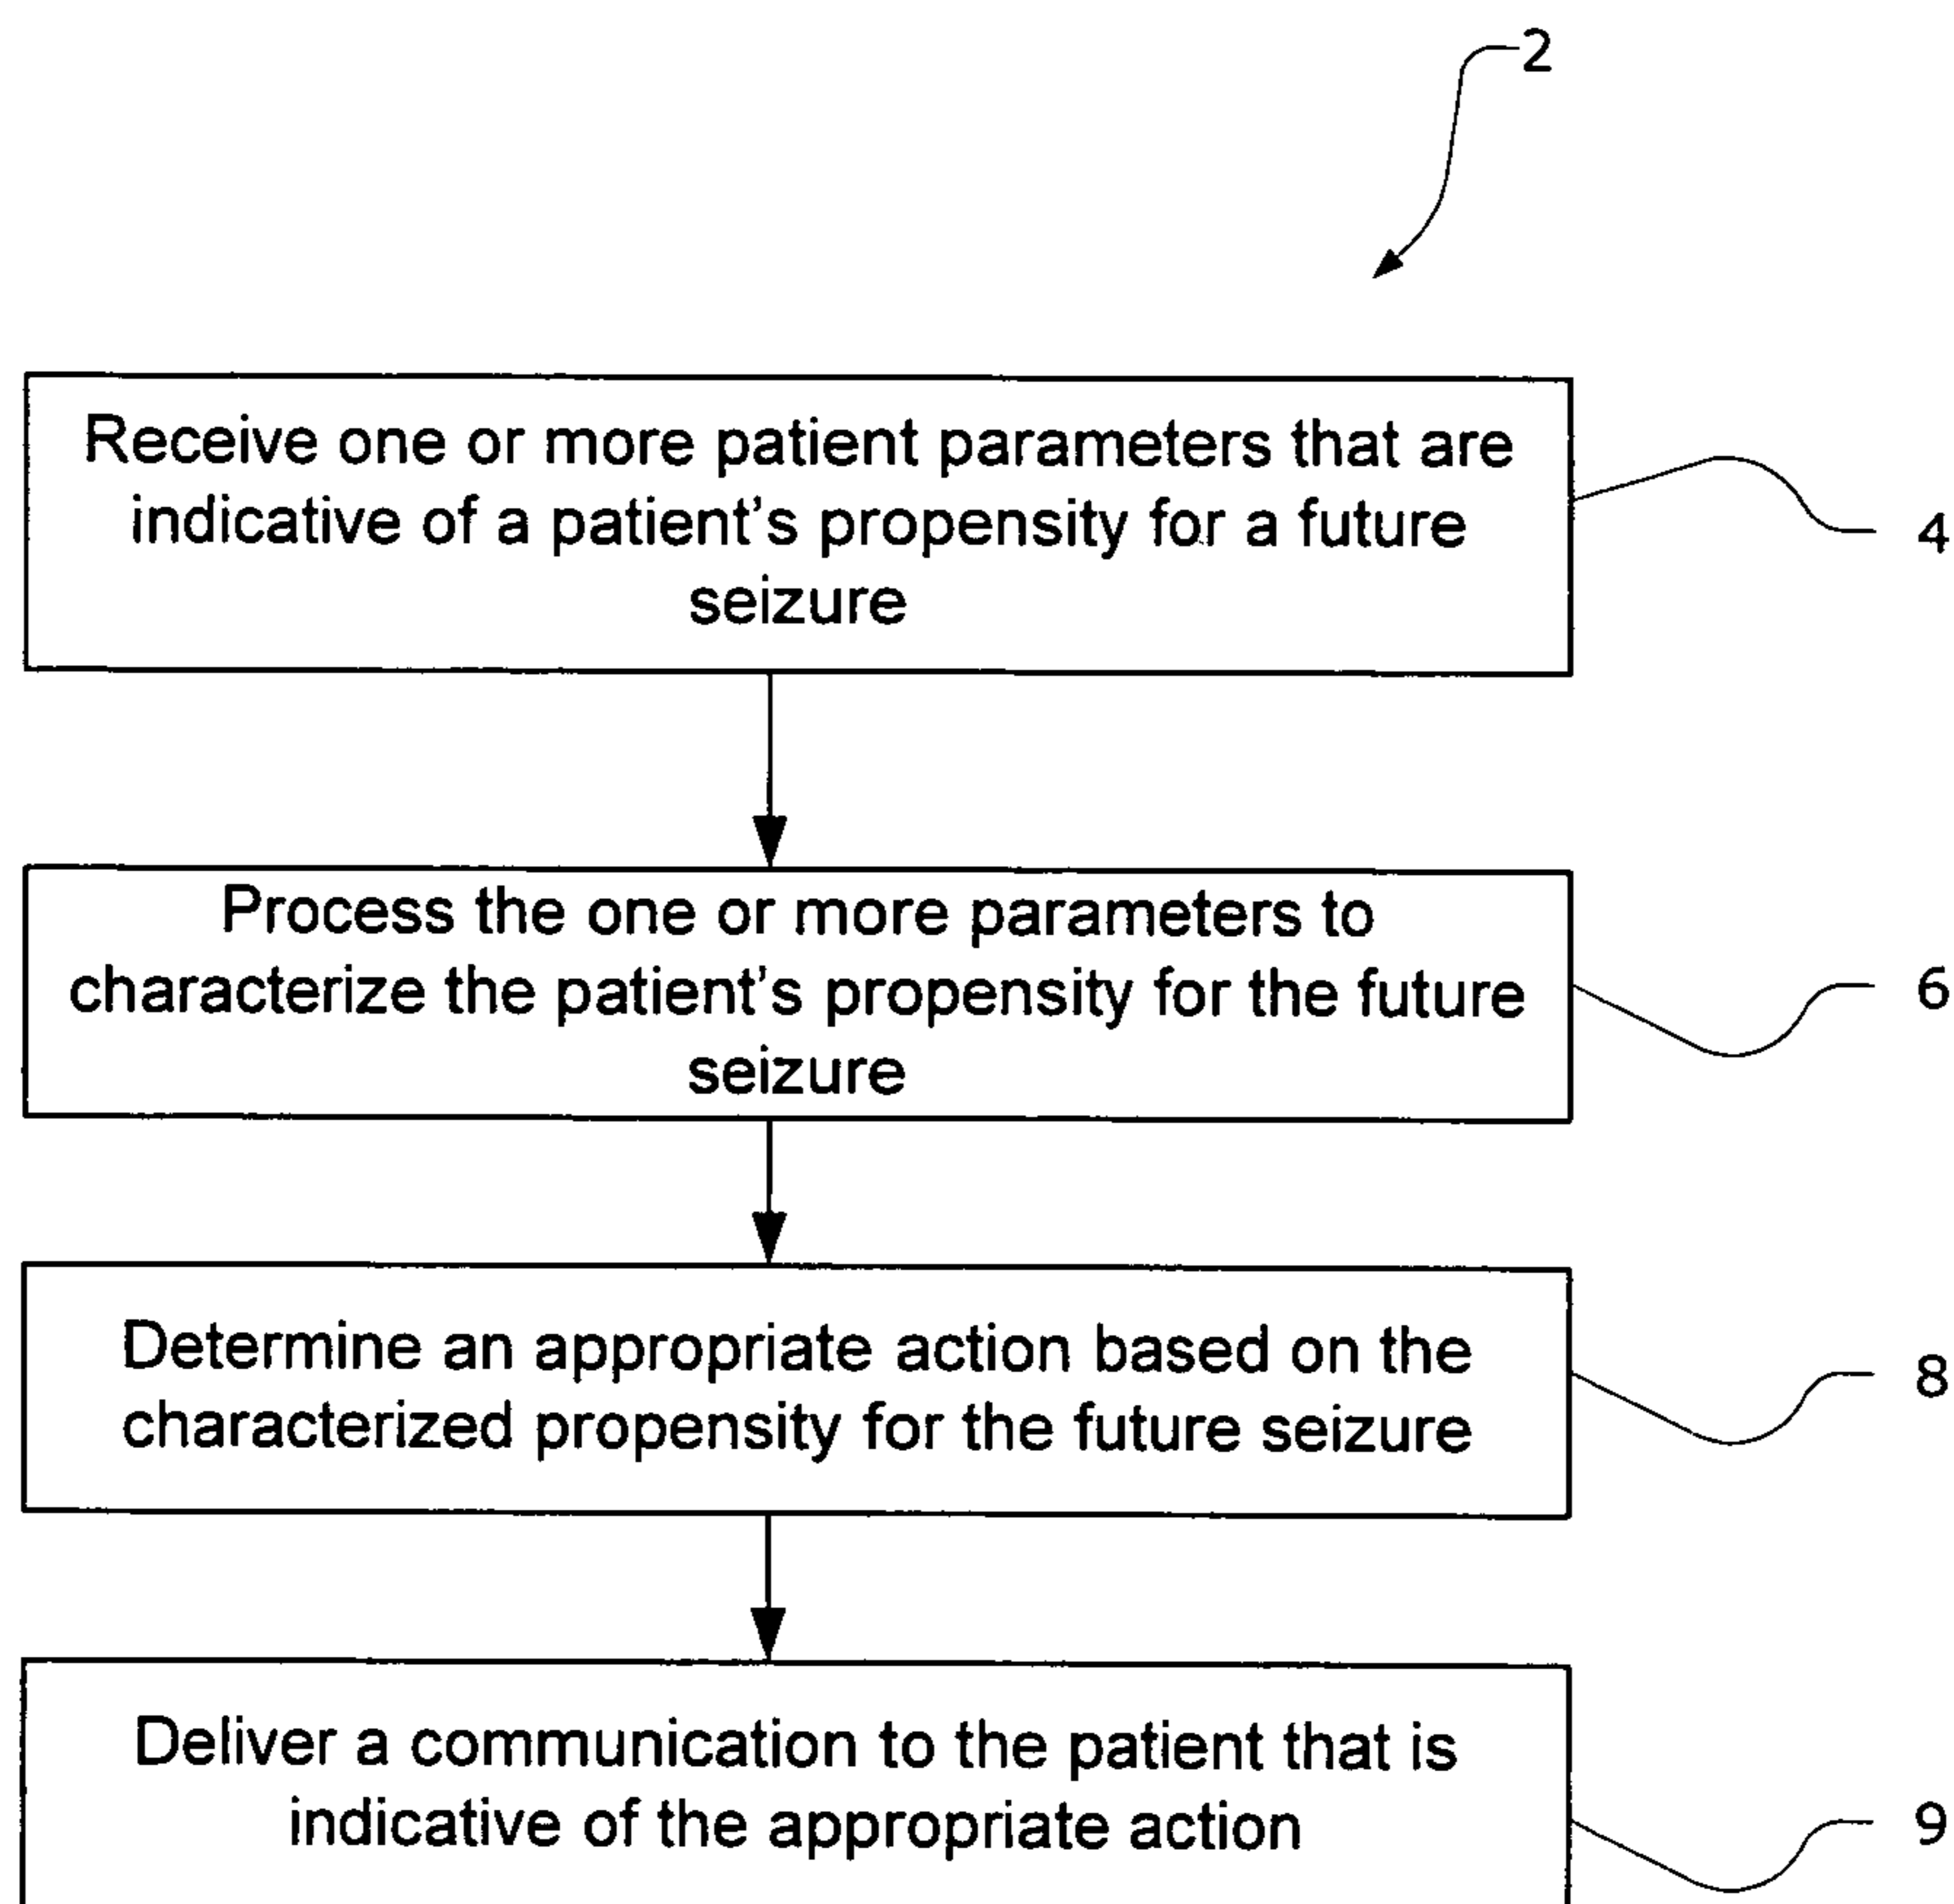 2
Receive one or more patient parameters that are
indicative of a patient's propensity for a future
seizure
4
Process the one or more parameters to
characterize the patient's propensity for the future
seizure
6
Determine an appropriate action based on the
characterized propensity for the future seizure
8
Deliver a communication to the patient that is
indicative of the appropriate action
9